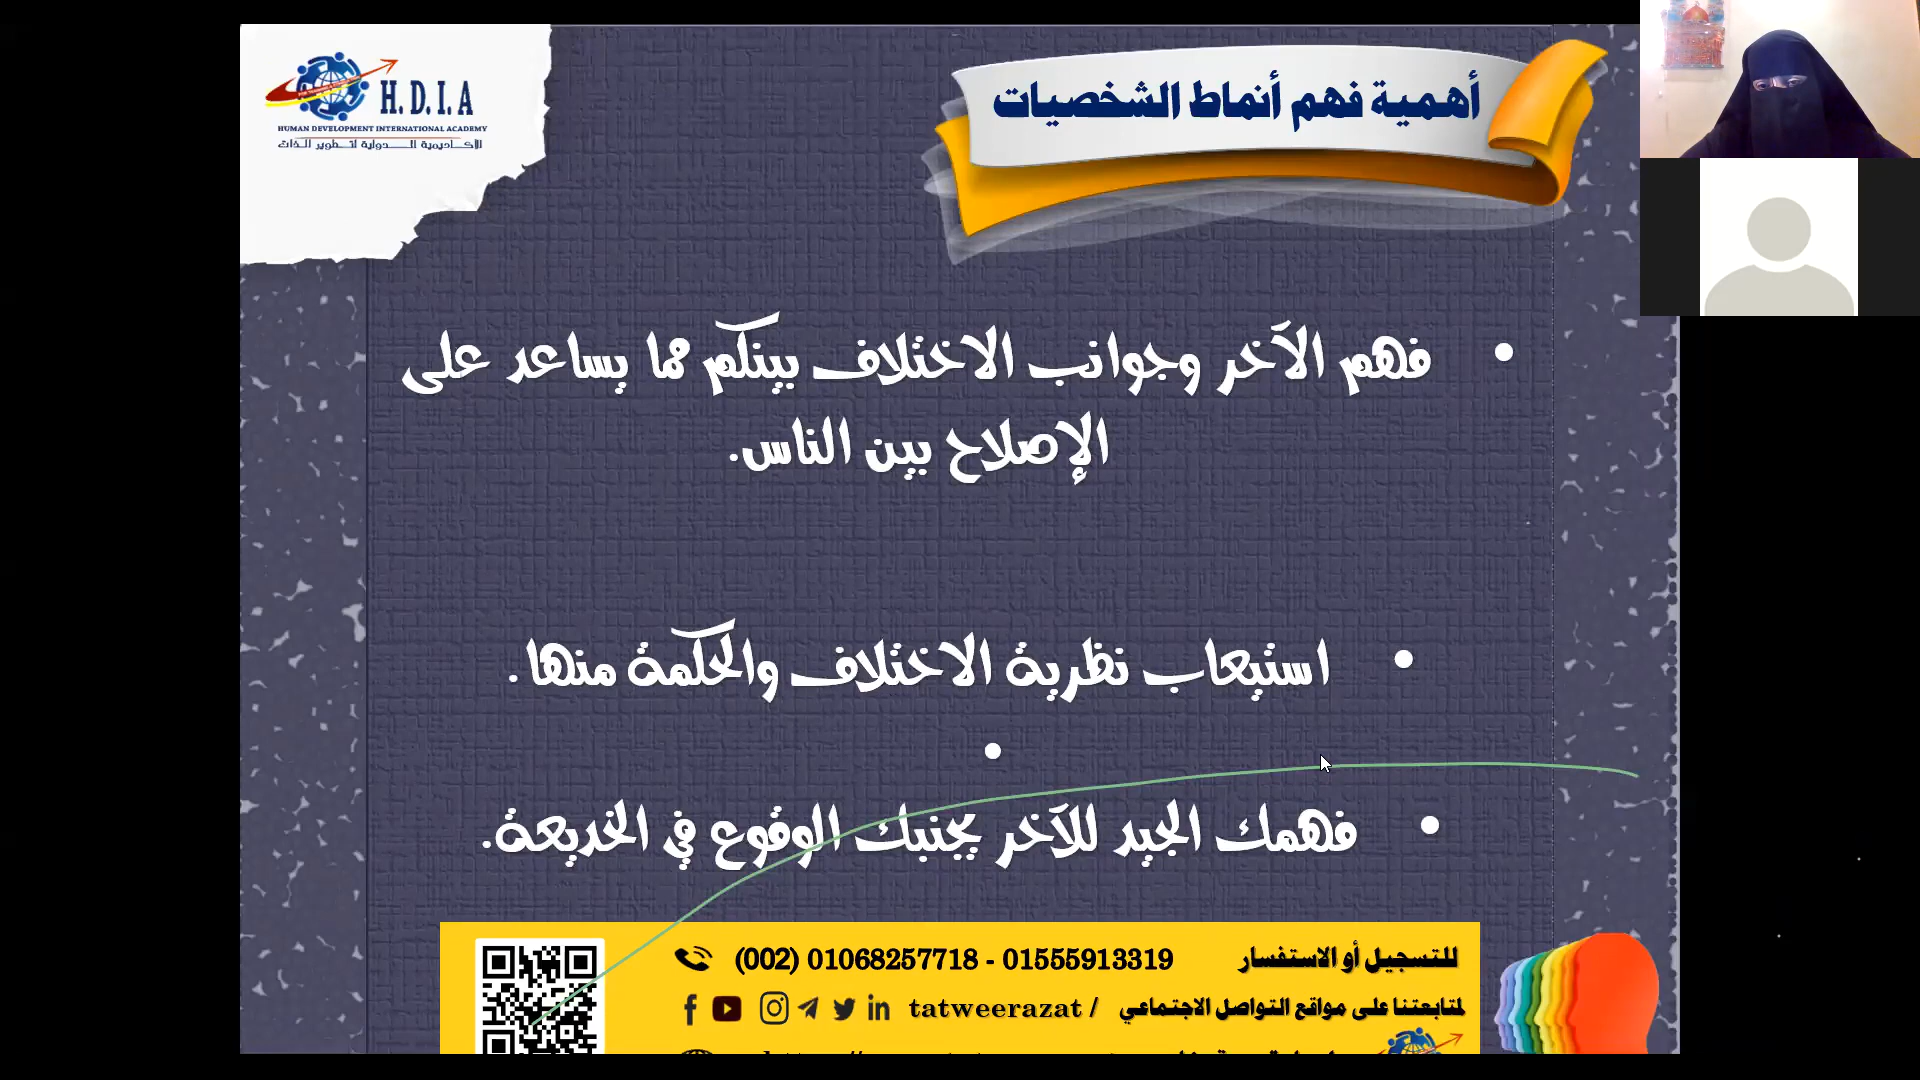 H.D.I.A
HUMAN DEVELOPMENT INTERNATIONAL ACADEMY
الأكاديمية الدولية لتطوير الذات
أهمية فهم أنماط الشخصيات
• فهم الآخر وجوانب الاختلاف بينكم مما يساعد على
الإصلاح بين الناس.
• استيعاب نظرية الاختلاف والحكمة منها.
•
• فهمك الجيد للآخر يجنبك الوقوع في الخديعة.
للتسجيل أو الاستفسار (002) 01068257718 - 01555913319
لمتابعتنا على مواقع التواصل الاجتماعي / tatweerazat